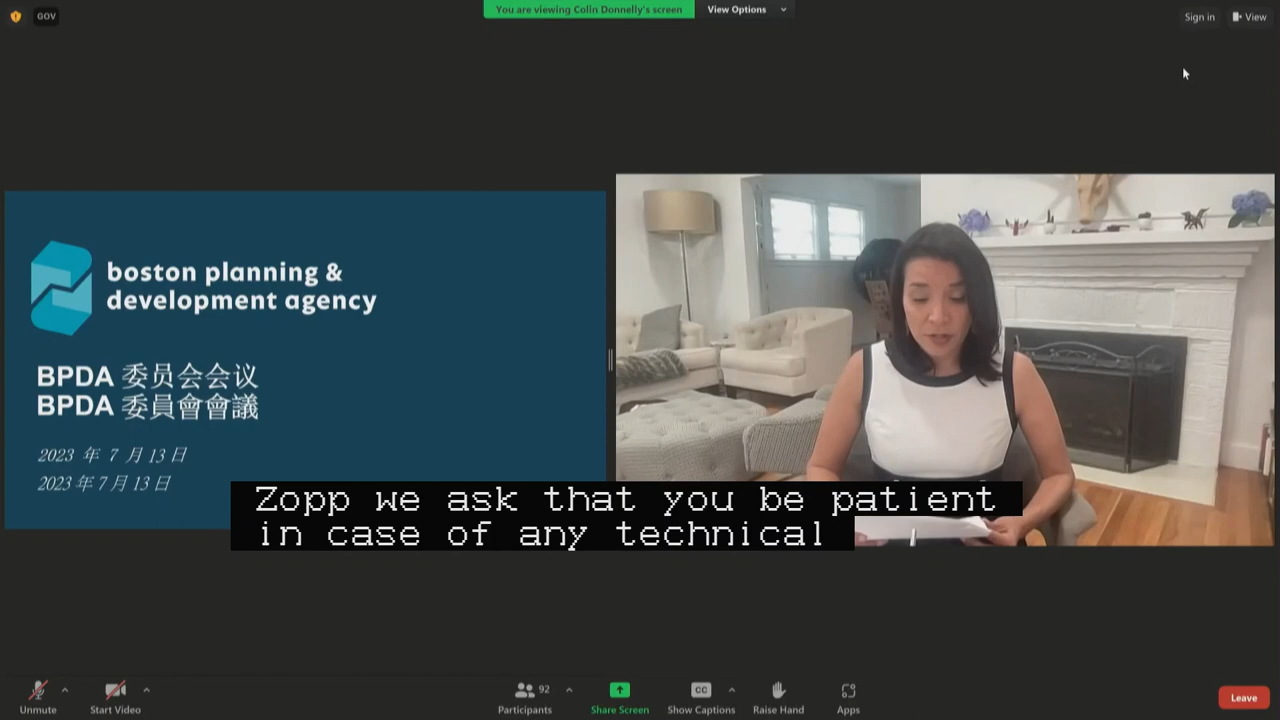 GOV
You are viewing Colin Donnelly's screen
View Options
Sign in
View
boston planning &
development agency
BPDA 委员会会议
BPDA 委員會會議
2023 年 7 月 13 日
2023 年 7 月 13 日
Zopp we ask that you be patient
in case of any technical
Unmute
Start Video
92
Participants
Share Screen
CC
Show Captions
Raise Hand
Apps
Leave